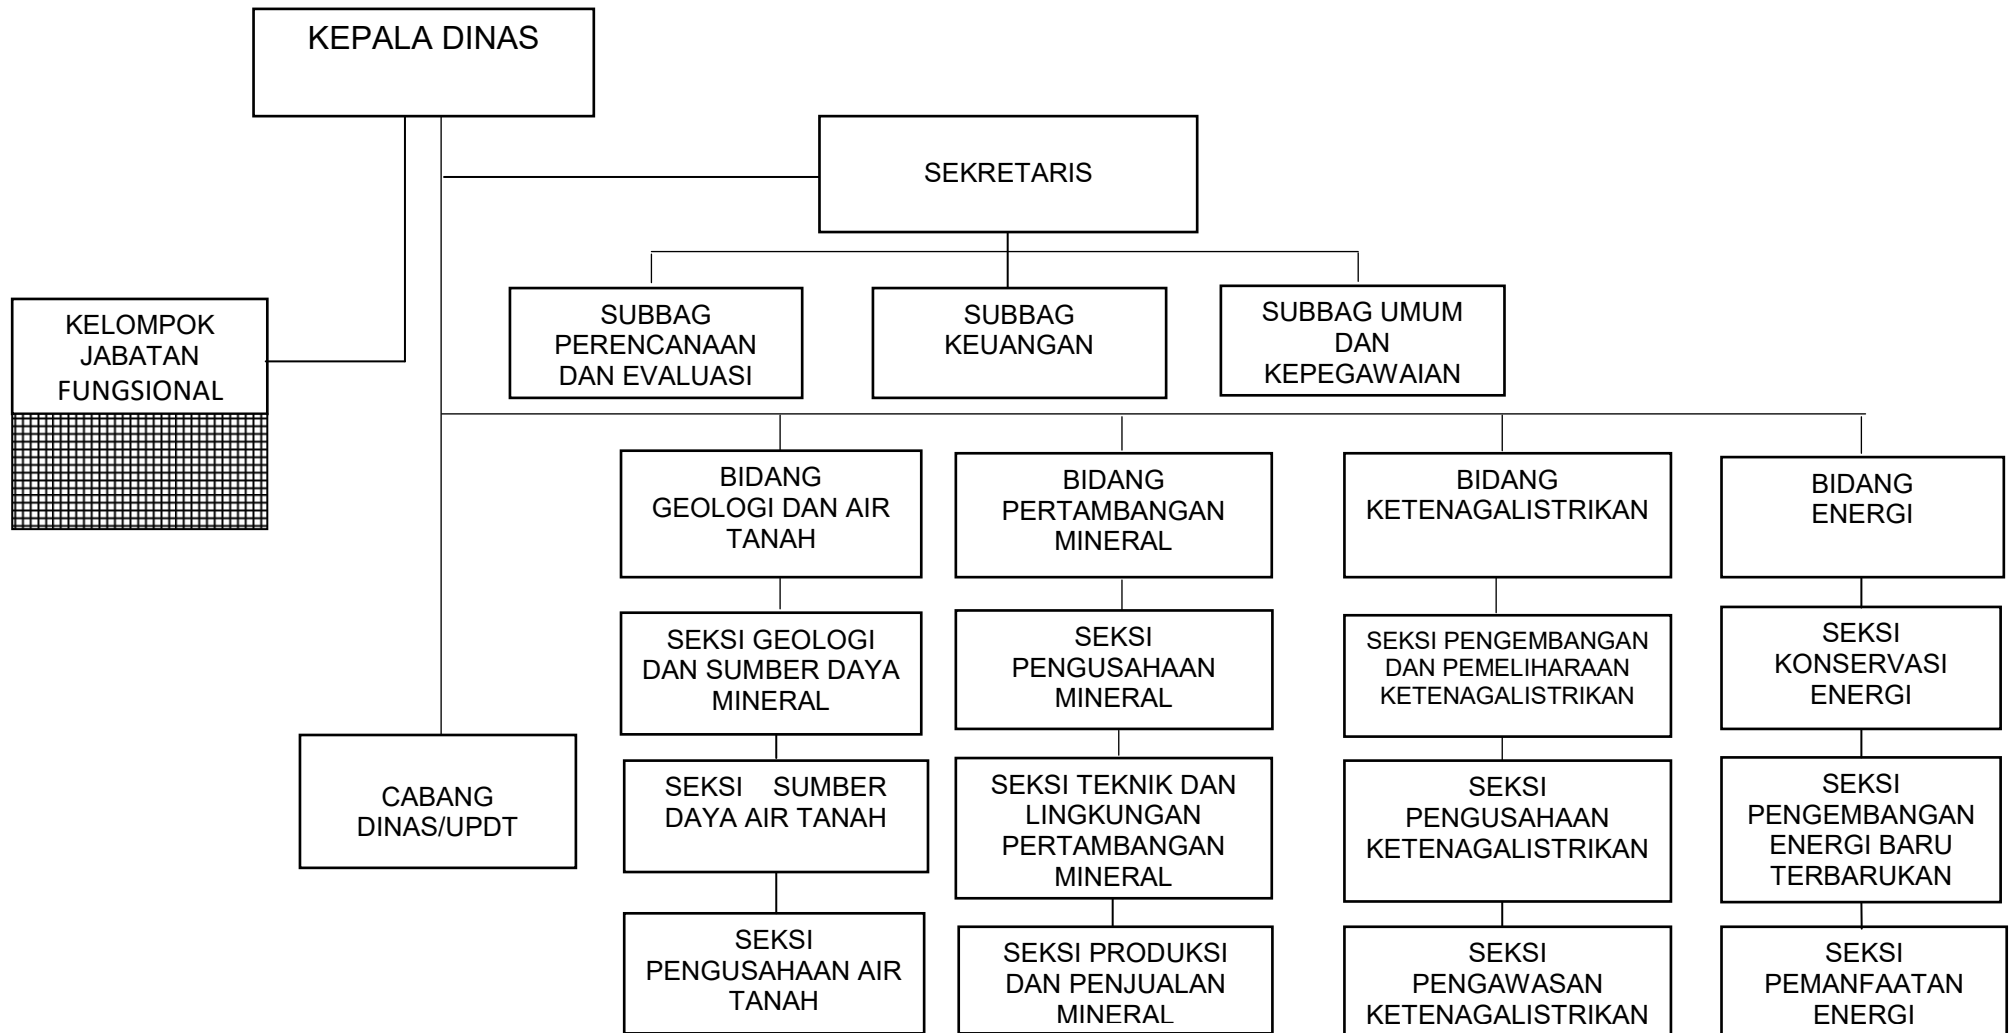 KEPALA DINAS
SEKRETARIS
KELOMPOK
JABATAN
FUNGSIONAL
SUBBAG
PERENCANAAN
DAN EVALUASI
SUBBAG
KEUANGAN
SUBBAG UMUM
DAN
KEPEGAWAIAN
BIDANG
GEOLOGI DAN AIR
TANAH
BIDANG
PERTAMBANGAN
MINERAL
BIDANG
KETENAGALISTRIKAN
BIDANG
ENERGI
SEKSI GEOLOGI
DAN SUMBER DAYA
MINERAL
SEKSI
PENGUSAHAAN
MINERAL
SEKSI PENGEMBANGAN
DAN PEMELIHARAAN
KETENAGALISTRIKAN
SEKSI
KONSERVASI
ENERGI
CABANG
DINAS/UPDT
SEKSI SUMBER
DAYA AIR TANAH
SEKSI TEKNIK DAN
LINGKUNGAN
PERTAMBANGAN
MINERAL
SEKSI
PENGUSAHAAN
KETENAGALISTRIKAN
SEKSI
PENGEMBANGAN
ENERGI BARU
TERBARUKAN
SEKSI
PENGUSAHAAN AIR
TANAH
SEKSI PRODUKSI
DAN PENJUALAN
MINERAL
SEKSI
PENGAWASAN
KETENAGALISTRIKAN
SEKSI
PEMANFAATAN
ENERGI